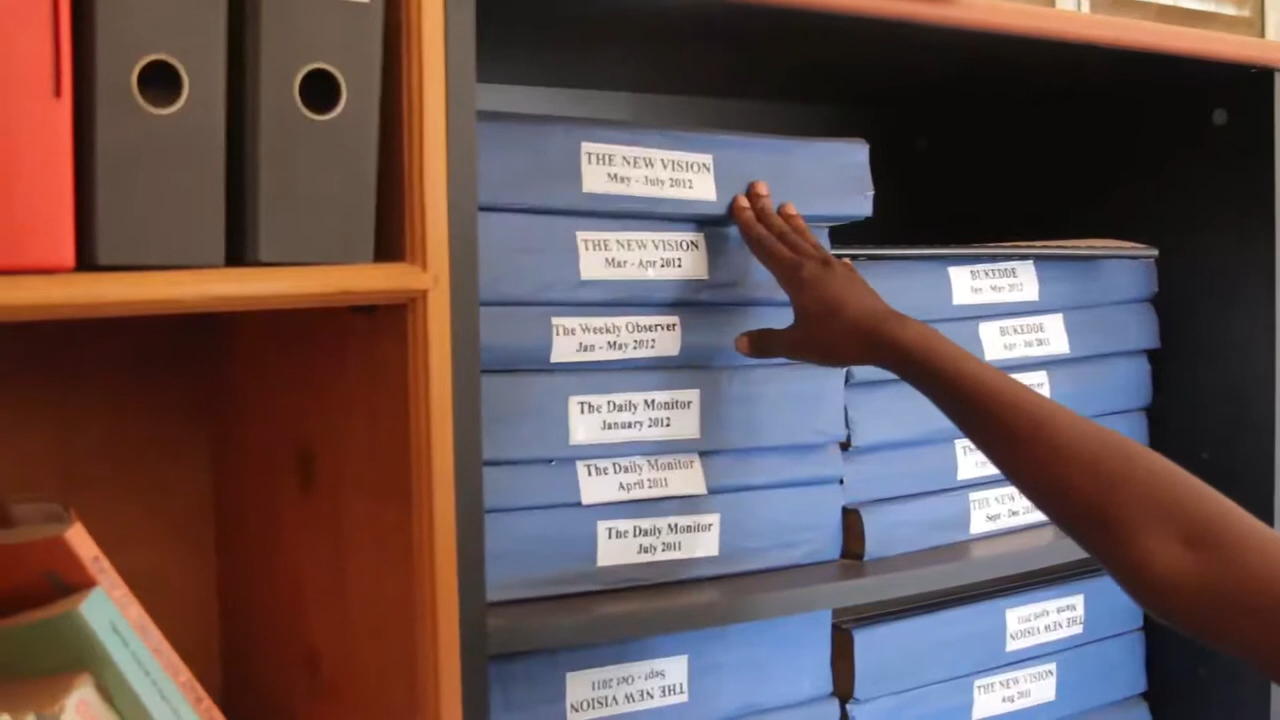 THE NEW VISION
May - July 2012
THE NEW VISION
Mar - Apr 2012
The Weekly Observer
Jan - May 2012
The Daily Monitor
January 2012
The Daily Monitor
April 2011
The Daily Monitor
July 2011
THE NEW VISION
Sept - Oct 2011
BUKEDDE
Jan - Mar 2012
BUKEDDE
Apr - Jul 2011
THE NEW
Sept - Dec
THE NEW VISION
March - April 2011
THE NEW VISION
Aug 2011